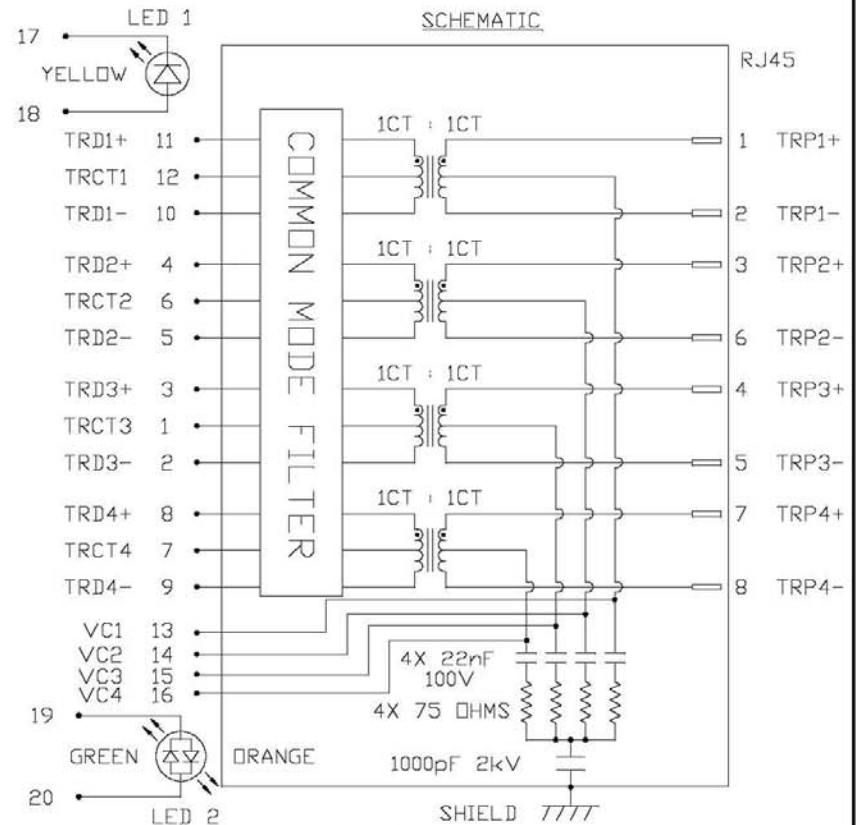 LED 1
SCHEMATIC
17
YELLOW
18
RJ45
TRD1+ 11
TRCT1 12
TRD1- 10
TRD2+ 4
TRCT2 6
TRD2- 5
TRD3+ 3
TRCT3 1
TRD3- 2
TRD4+ 8
TRCT4 7
TRD4- 9
COMMON MODE FILTER
1CT : 1CT
1CT : 1CT
1CT : 1CT
1CT : 1CT
1 TRP1+
2 TRP1-
3 TRP2+
6 TRP2-
4 TRP3+
5 TRP3-
7 TRP4+
8 TRP4-
VC1 13
VC2 14
VC3 15
VC4 16
4X 22nF
100V
4X 75 OHMS
1000pF 2kV
SHIELD
19
GREEN
ORANGE
20
LED 2